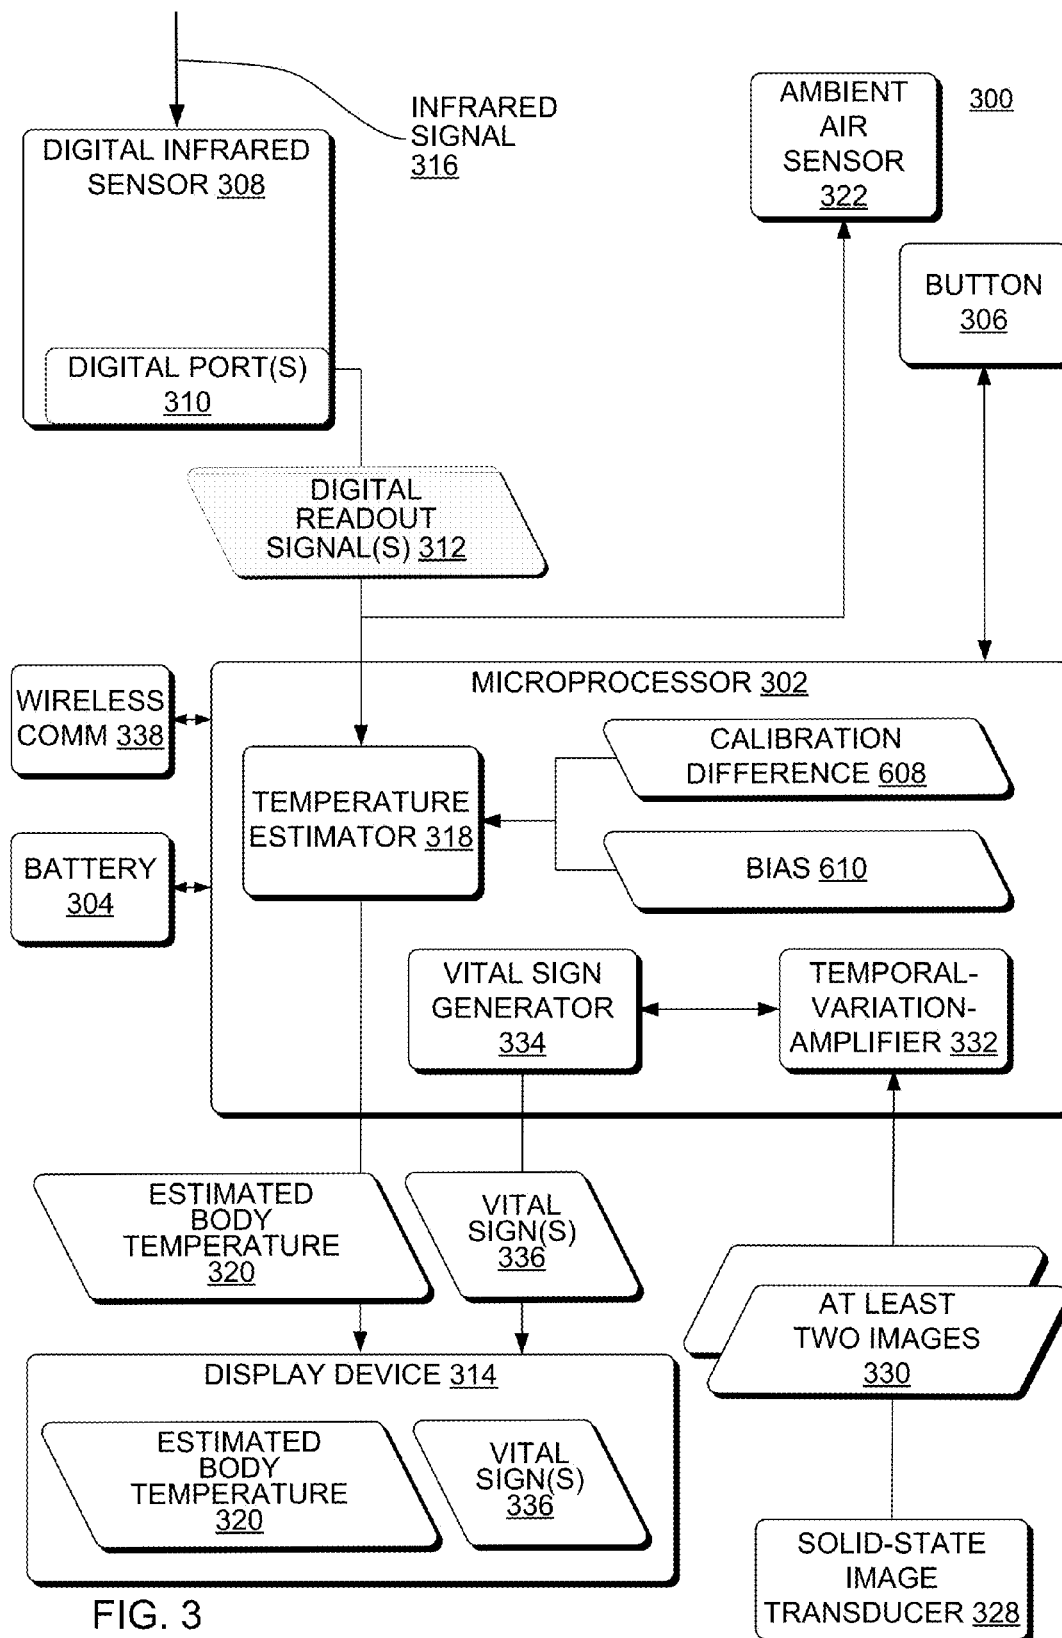 INFRARED
SIGNAL
316
AMBIENT
AIR
SENSOR
322
300
DIGITAL INFRARED
SENSOR 308
BUTTON
306
DIGITAL PORT(S)
310
DIGITAL
READOUT
SIGNAL(S) 312
WIRELESS
COMM 338
MICROPROCESSOR 302
CALIBRATION
DIFFERENCE 608
TEMPERATURE
ESTIMATOR 318
BATTERY
304
BIAS 610
VITAL SIGN
GENERATOR
334
TEMPORAL-
VARIATION-
AMPLIFIER 332
ESTIMATED
BODY
TEMPERATURE
320
VITAL
SIGN(S)
336
AT LEAST
TWO IMAGES
330
DISPLAY DEVICE 314
ESTIMATED
BODY
TEMPERATURE
320
VITAL
SIGN(S)
336
SOLID-STATE
IMAGE
TRANSDUCER 328
FIG. 3